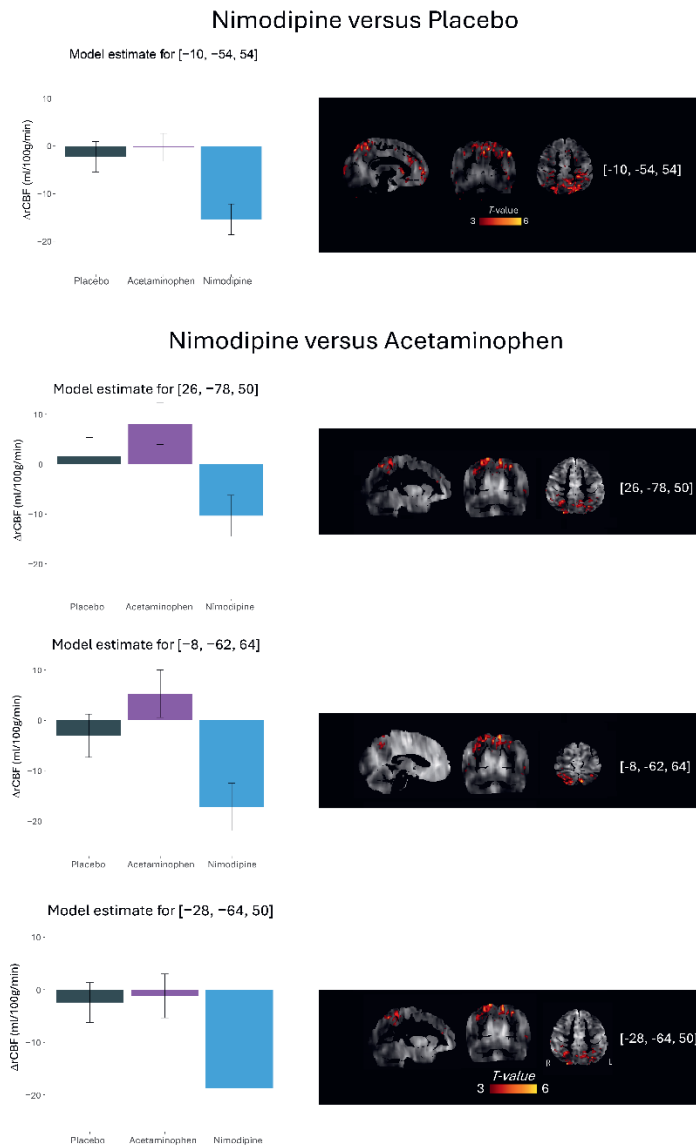 Nimodipine versus Placebo
Model estimate for [−10, −54, 54]
ΔrCBF (ml/100g/min)
10
0
−10
−20
Placebo Acetaminophen Nimodipine
[-10, -54, 54]
T-value
3 6
Nimodipine versus Acetaminophen
Model estimate for [26, −78, 50]
ΔrCBF (ml/100g/min)
10
0
−10
−20
Placebo Acetaminophen Nimodipine
[26, -78, 50]
Model estimate for [−8, −62, 64]
ΔrCBF (ml/100g/min)
10
0
−10
−20
Placebo Acetaminophen Nimodipine
[-8, -62, 64]
Model estimate for [−28, −64, 50]
ΔrCBF (ml/100g/min)
10
0
−10
−20
Placebo Acetaminophen Nimodipine
[-28, -64, 50]
R L
T-value
3 6